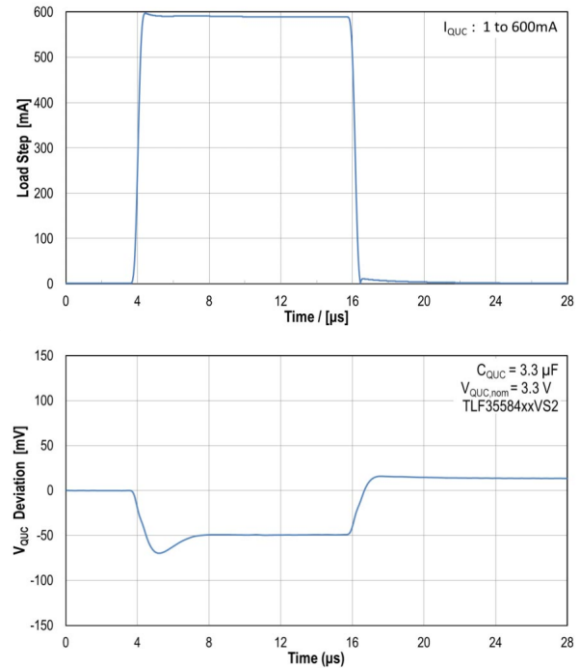 600
500
400
300
200
100
0
Load Step [mA]
I_QUC : 1 to 600mA
0 4 8 12 16 20 24 28
Time / [µs]
150
100
50
0
-50
-100
-150
V_QUC Deviation [mV]
C_QUC = 3.3 µF
V_QUC,nom = 3.3 V
TLF35584xxVS2
0 4 8 12 16 20 24 28
Time (µs)